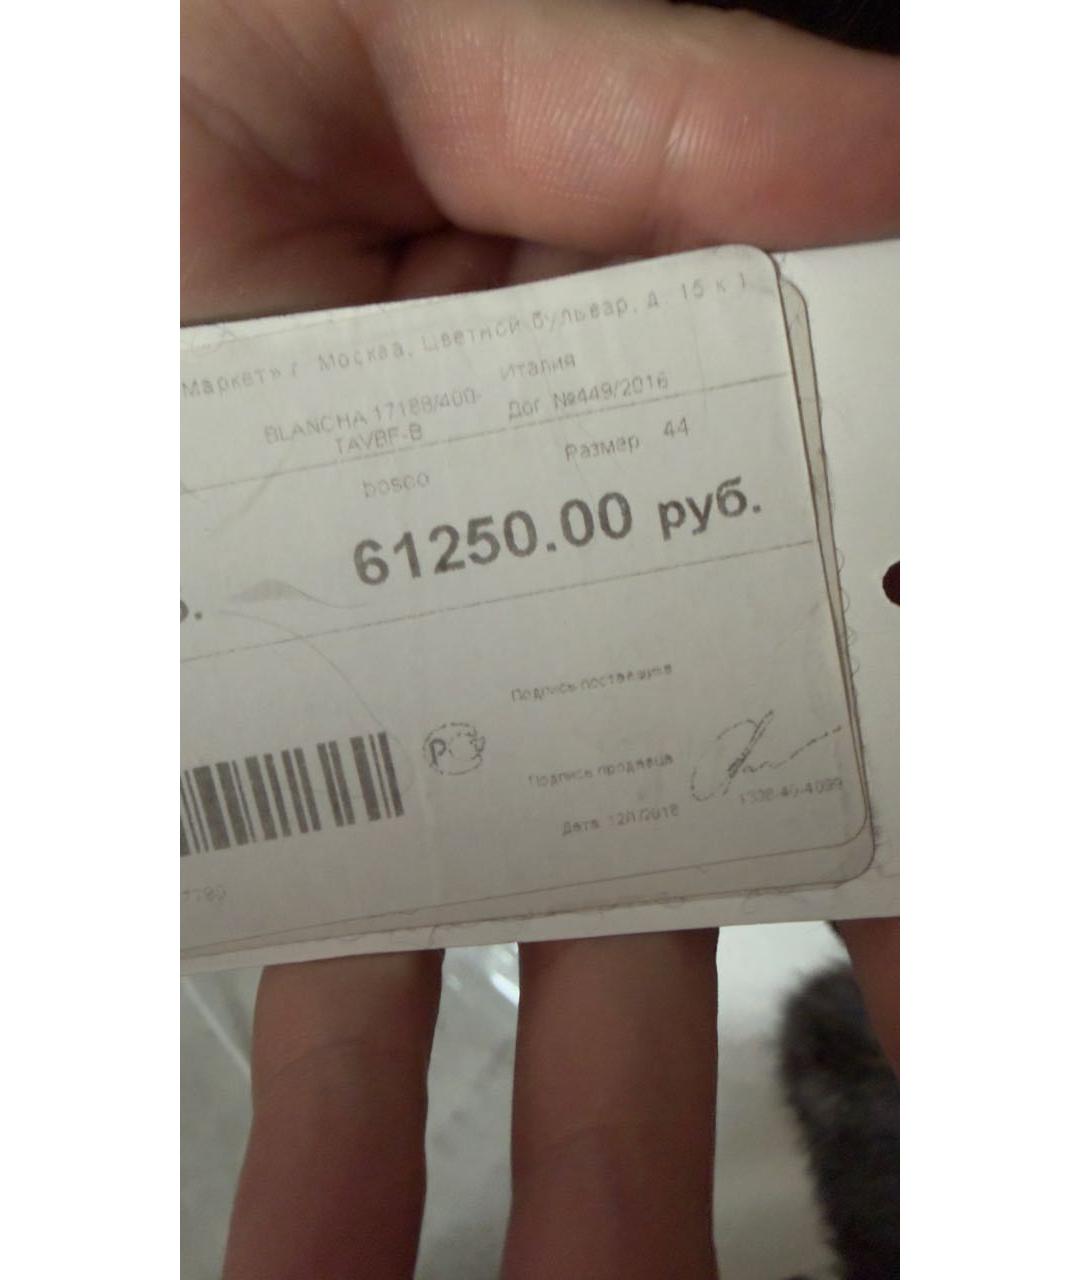 Маркет» г. Москва, Цветной бульвар, д. 15 к 1
BLANCHA 17188/400-
TAVBF-B
Италия
Дог №449/2016
bosco
Размер 44
61250.00 руб.
Подпись поставщика
РС
Подпись продавца
Дата